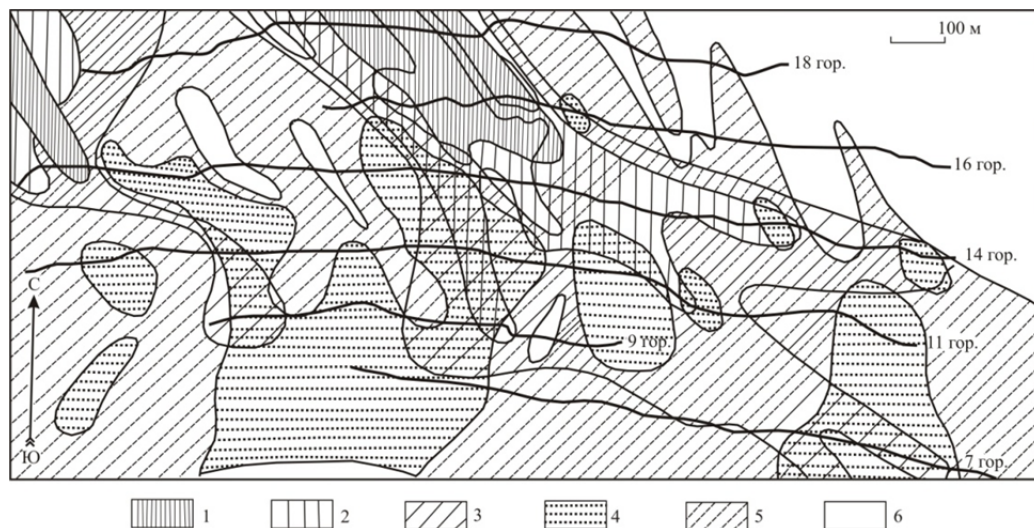 100 м
18 гор.
16 гор.
14 гор.
С
9 гор.
11 гор.
Ю
7 гор.
1 2 3 4 5 6